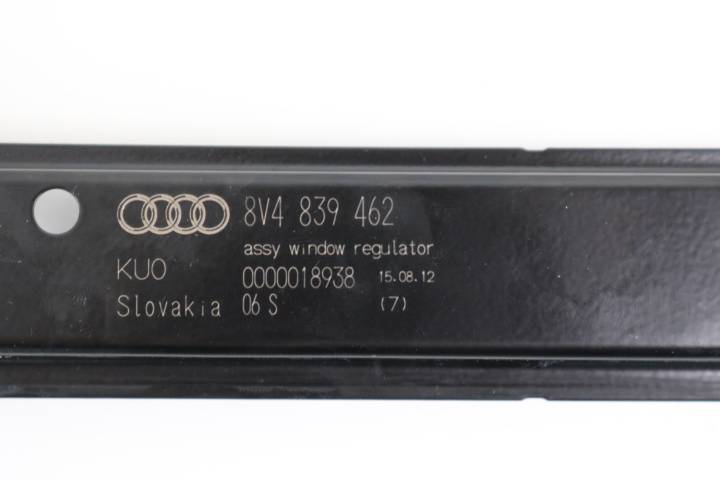 8V4 839 462
assy window regulator
KUO 0000018938 15.08.12
Slovakia 06 S (7)